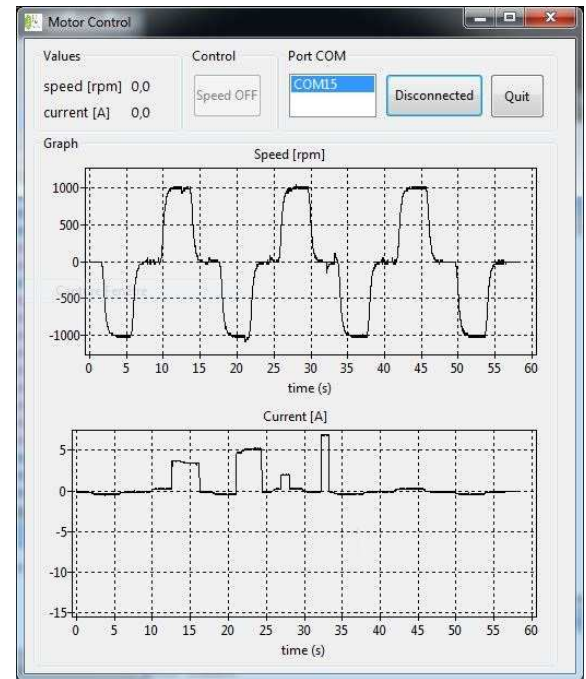 Motor Control
Values
speed [rpm] 0,0
current [A] 0,0
Control
Speed OFF
Port COM
COM15
Disconnected
Quit
Graph
Speed [rpm]
1000
500
0
-500
-1000
0 5 10 15 20 25 30 35 40 45 50 55 60
time (s)
Current [A]
5
0
-5
-10
-15
0 5 10 15 20 25 30 35 40 45 50 55 60
time (s)